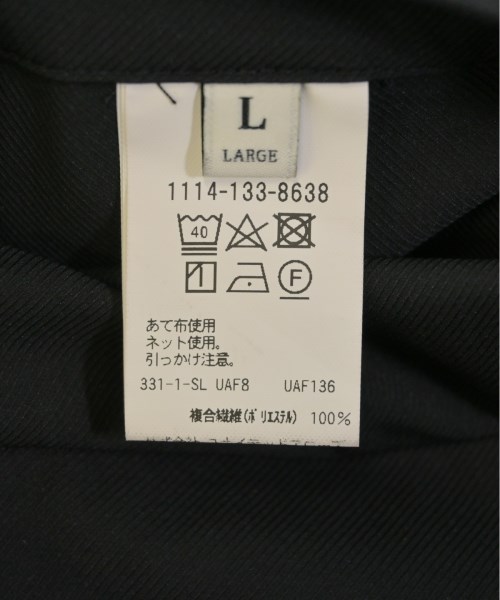 L
LARGE
1114-133-8638
40
F
あて布使用
ネット使用。
引っかけ注意。
331-1-SL UAF8 UAF136
複合繊維(ポリエステル) 100%